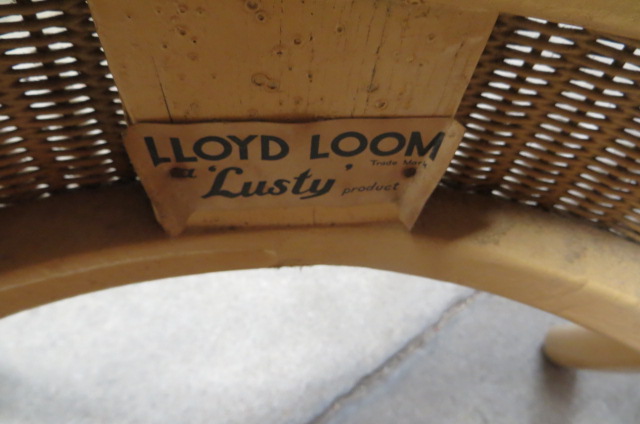 LLOYD LOOM
Trade Mark
a 'Lusty' product